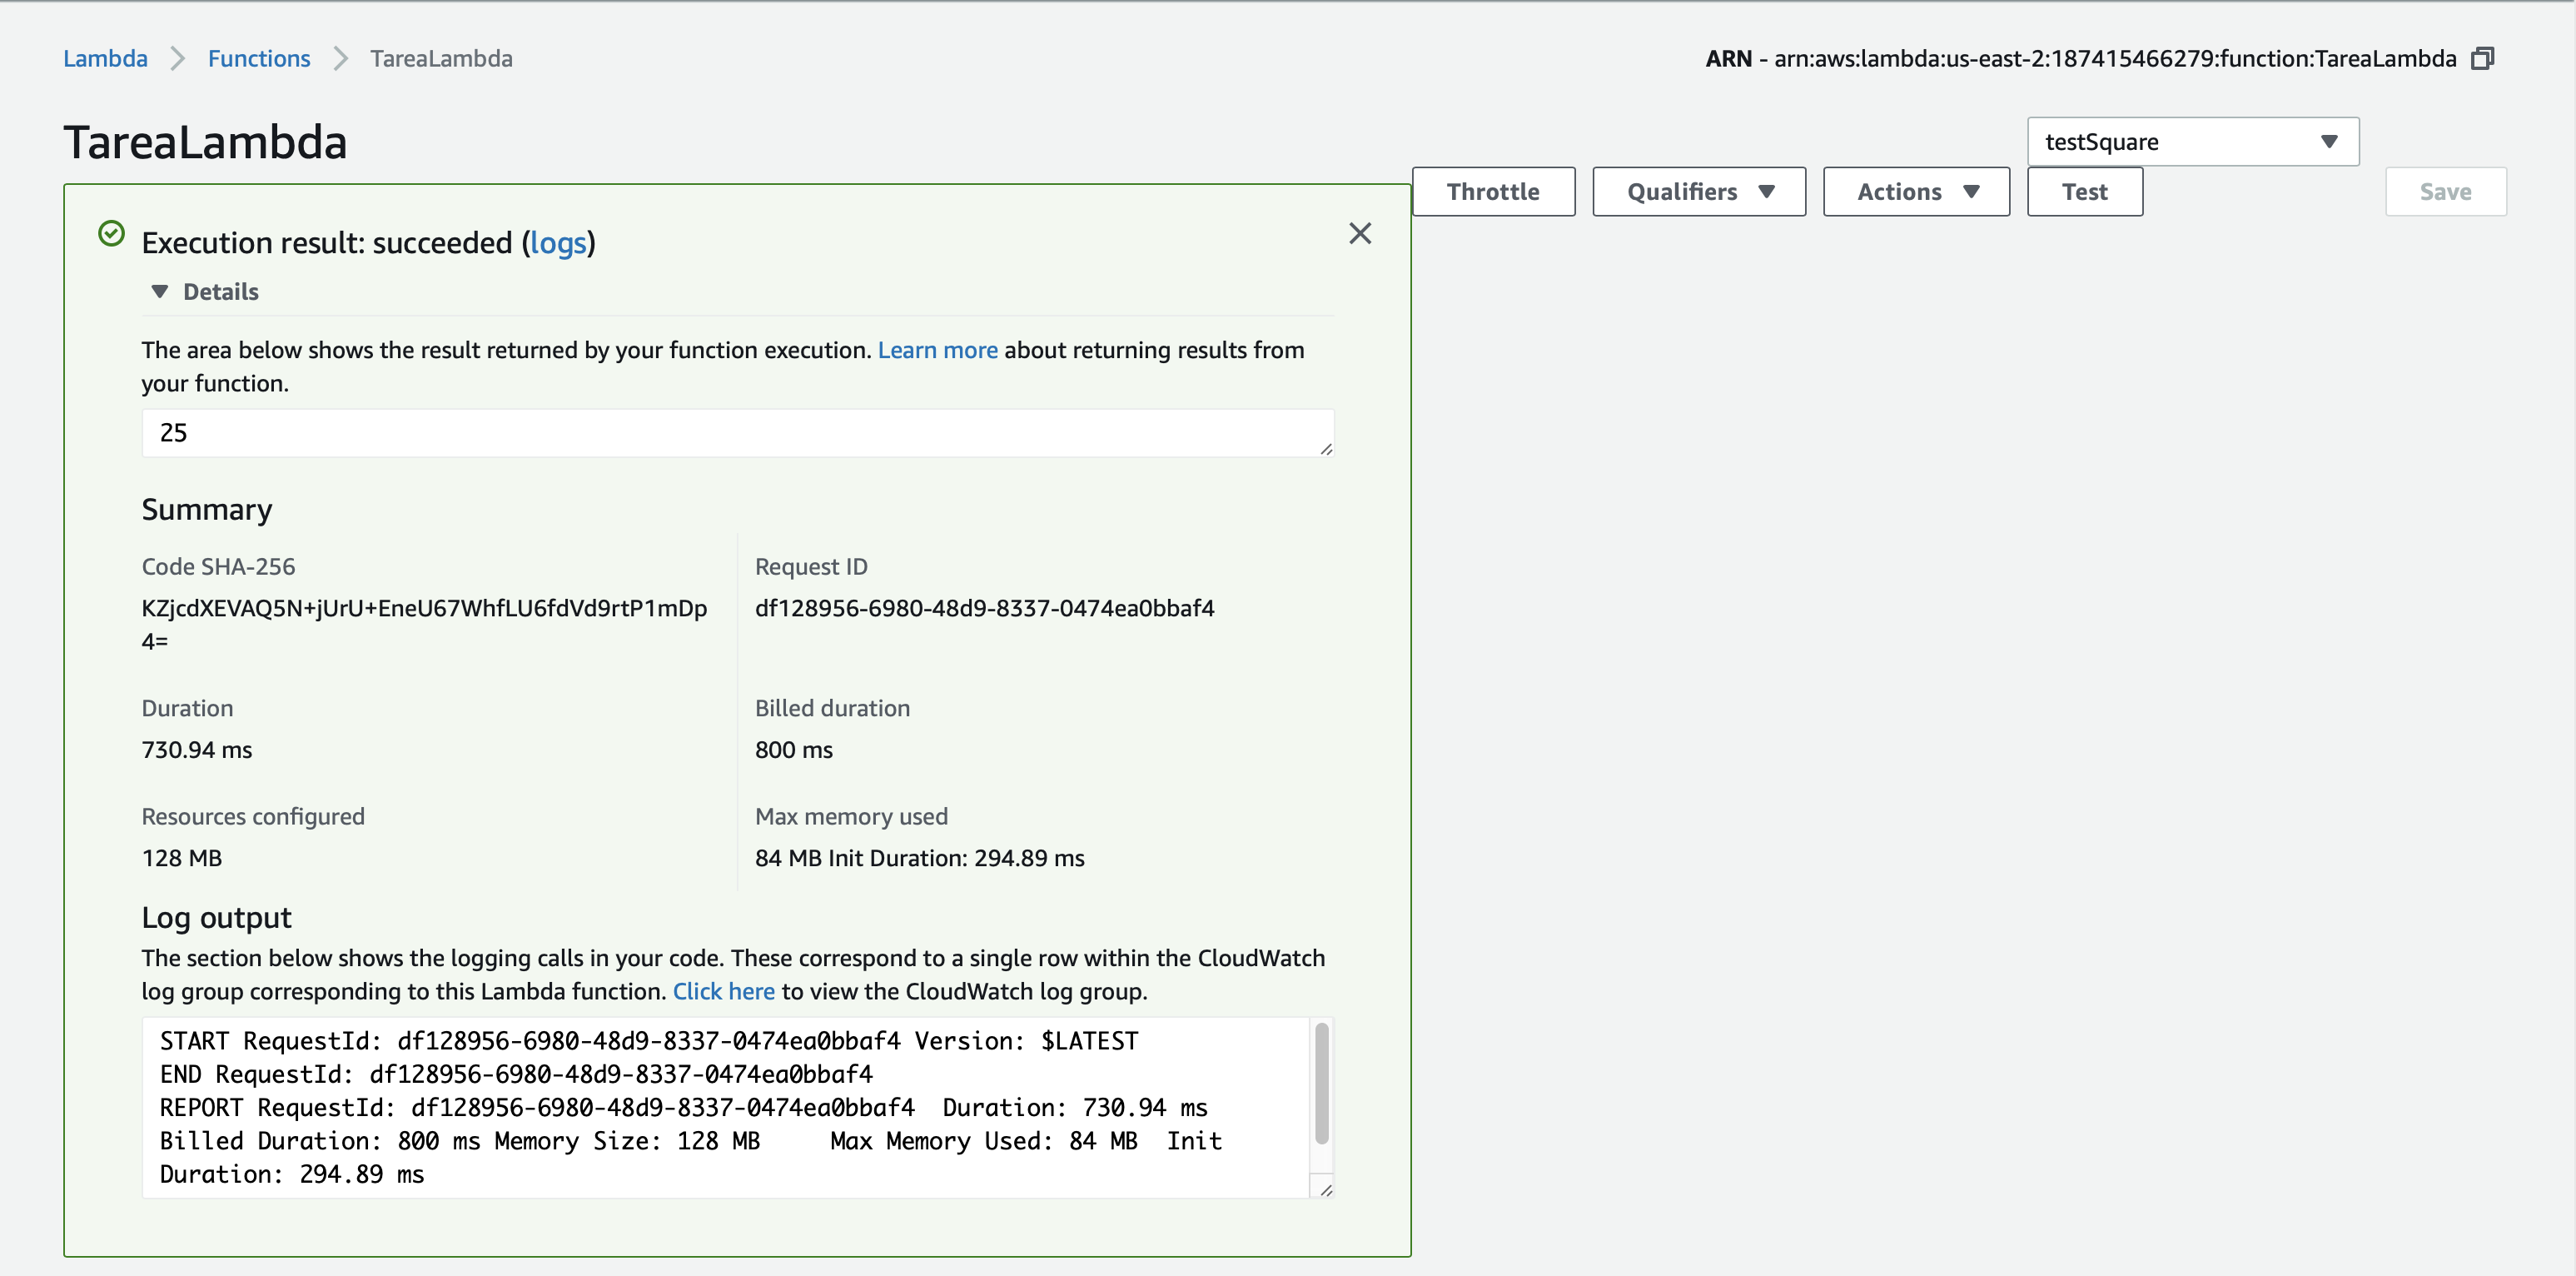 Lambda Functions TareaLambda
ARN - arn:aws:lambda:us-east-2:187415466279:function:TareaLambda
TareaLambda
testSquare
Throttle Qualifiers Actions Test Save
Execution result: succeeded (logs)
Details
The area below shows the result returned by your function execution. Learn more about returning results from
your function.
25
Summary
Code SHA-256
KZjcdXEVAQ5N+jUrU+EneU67WhfLU6fdVd9rtP1mDp
4=
Request ID
df128956-6980-48d9-8337-0474ea0bbaf4
Duration
730.94 ms
Billed duration
800 ms
Resources configured
128 MB
Max memory used
84 MB Init Duration: 294.89 ms
Log output
The section below shows the logging calls in your code. These correspond to a single row within the CloudWatch
log group corresponding to this Lambda function. Click here to view the CloudWatch log group.
START RequestId: df128956-6980-48d9-8337-0474ea0bbaf4 Version: $LATEST
END RequestId: df128956-6980-48d9-8337-0474ea0bbaf4
REPORT RequestId: df128956-6980-48d9-8337-0474ea0bbaf4 Duration: 730.94 ms
Billed Duration: 800 ms Memory Size: 128 MB Max Memory Used: 84 MB Init
Duration: 294.89 ms